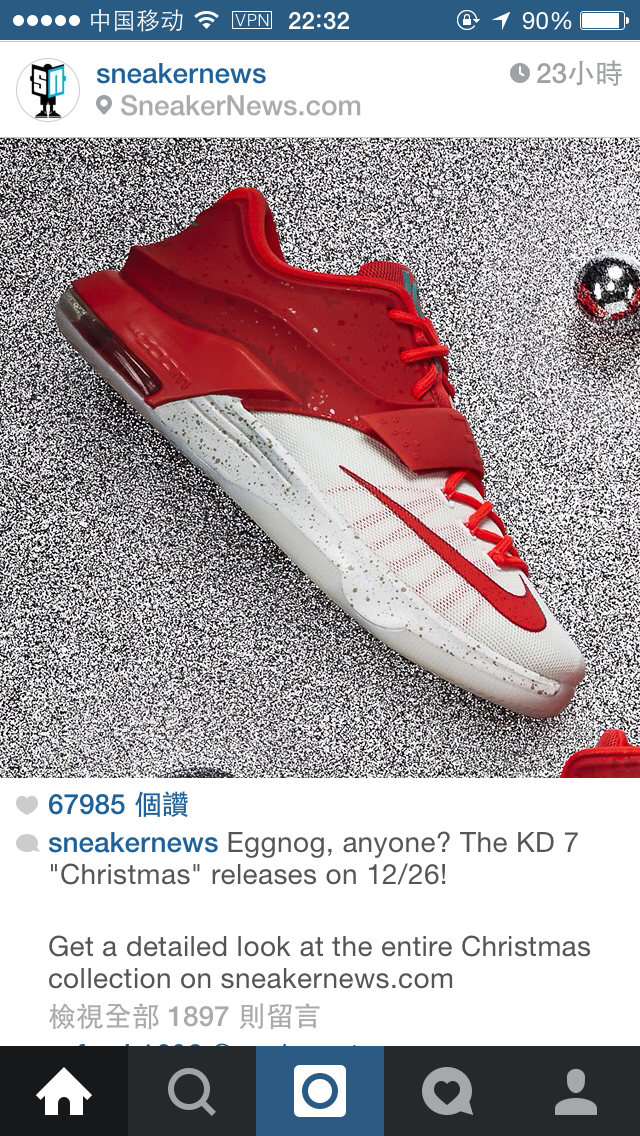 中国移动 VPN 22:32 90%
sneakernews
23小時
SneakerNews.com
67985 個讚
sneakernews Eggnog, anyone? The KD 7
"Christmas" releases on 12/26!
Get a detailed look at the entire Christmas
collection on sneakernews.com
檢視全部 1897 則留言